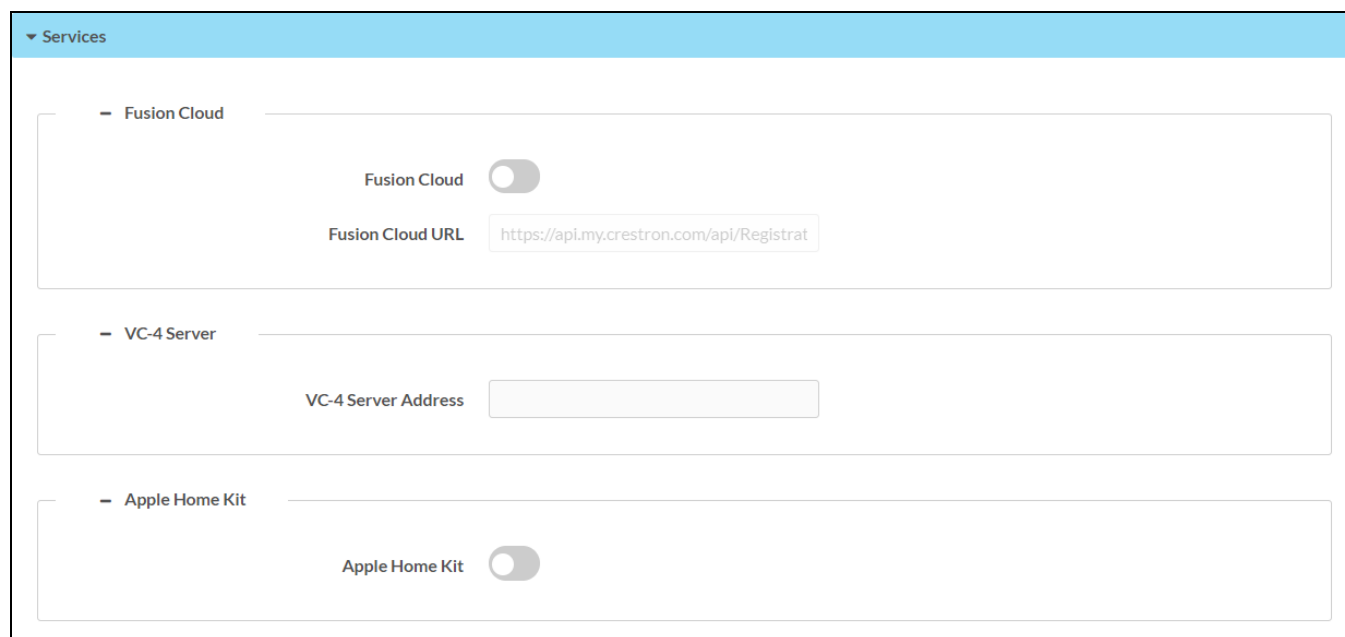 Services
Fusion Cloud
Fusion Cloud
Fusion Cloud URL https://api.my.crestron.com/api/Registrat
VC-4 Server
VC-4 Server Address
Apple Home Kit
Apple Home Kit